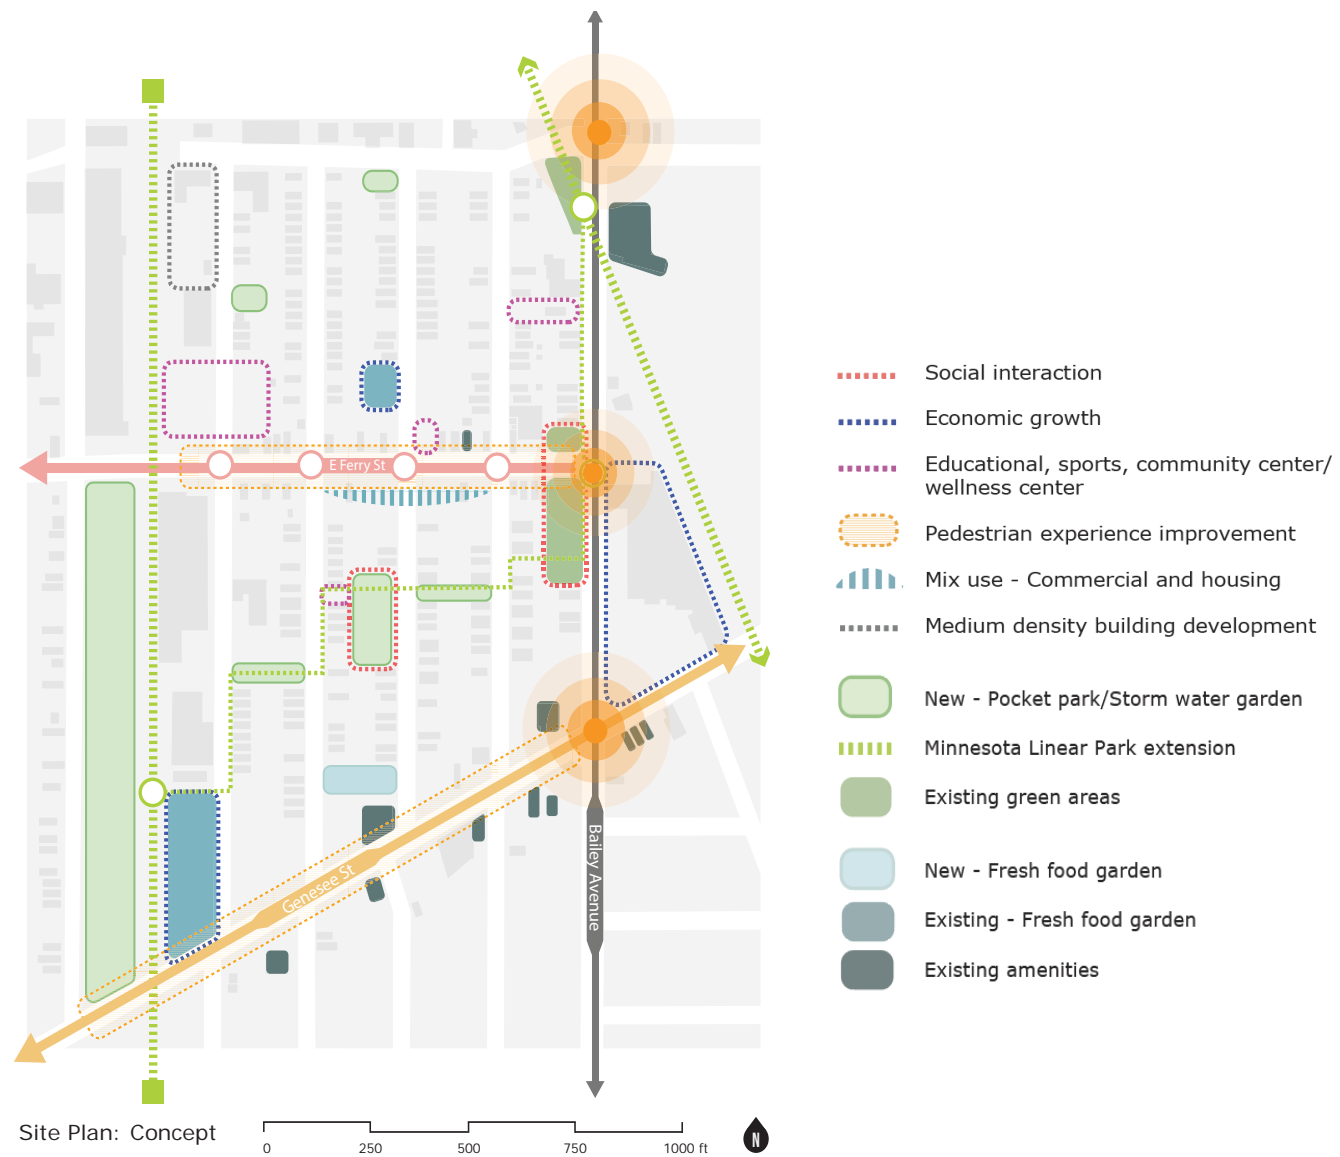 E Ferry St
Genesee St
Bailey Avenue
Social interaction
Economic growth
Educational, sports, community center/
wellness center
Pedestrian experience improvement
Mix use - Commercial and housing
Medium density building development
New - Pocket park/Storm water garden
Minnesota Linear Park extension
Existing green areas
New - Fresh food garden
Existing - Fresh food garden
Existing amenities
Site Plan: Concept
0 250 500 750 1000 ft
N